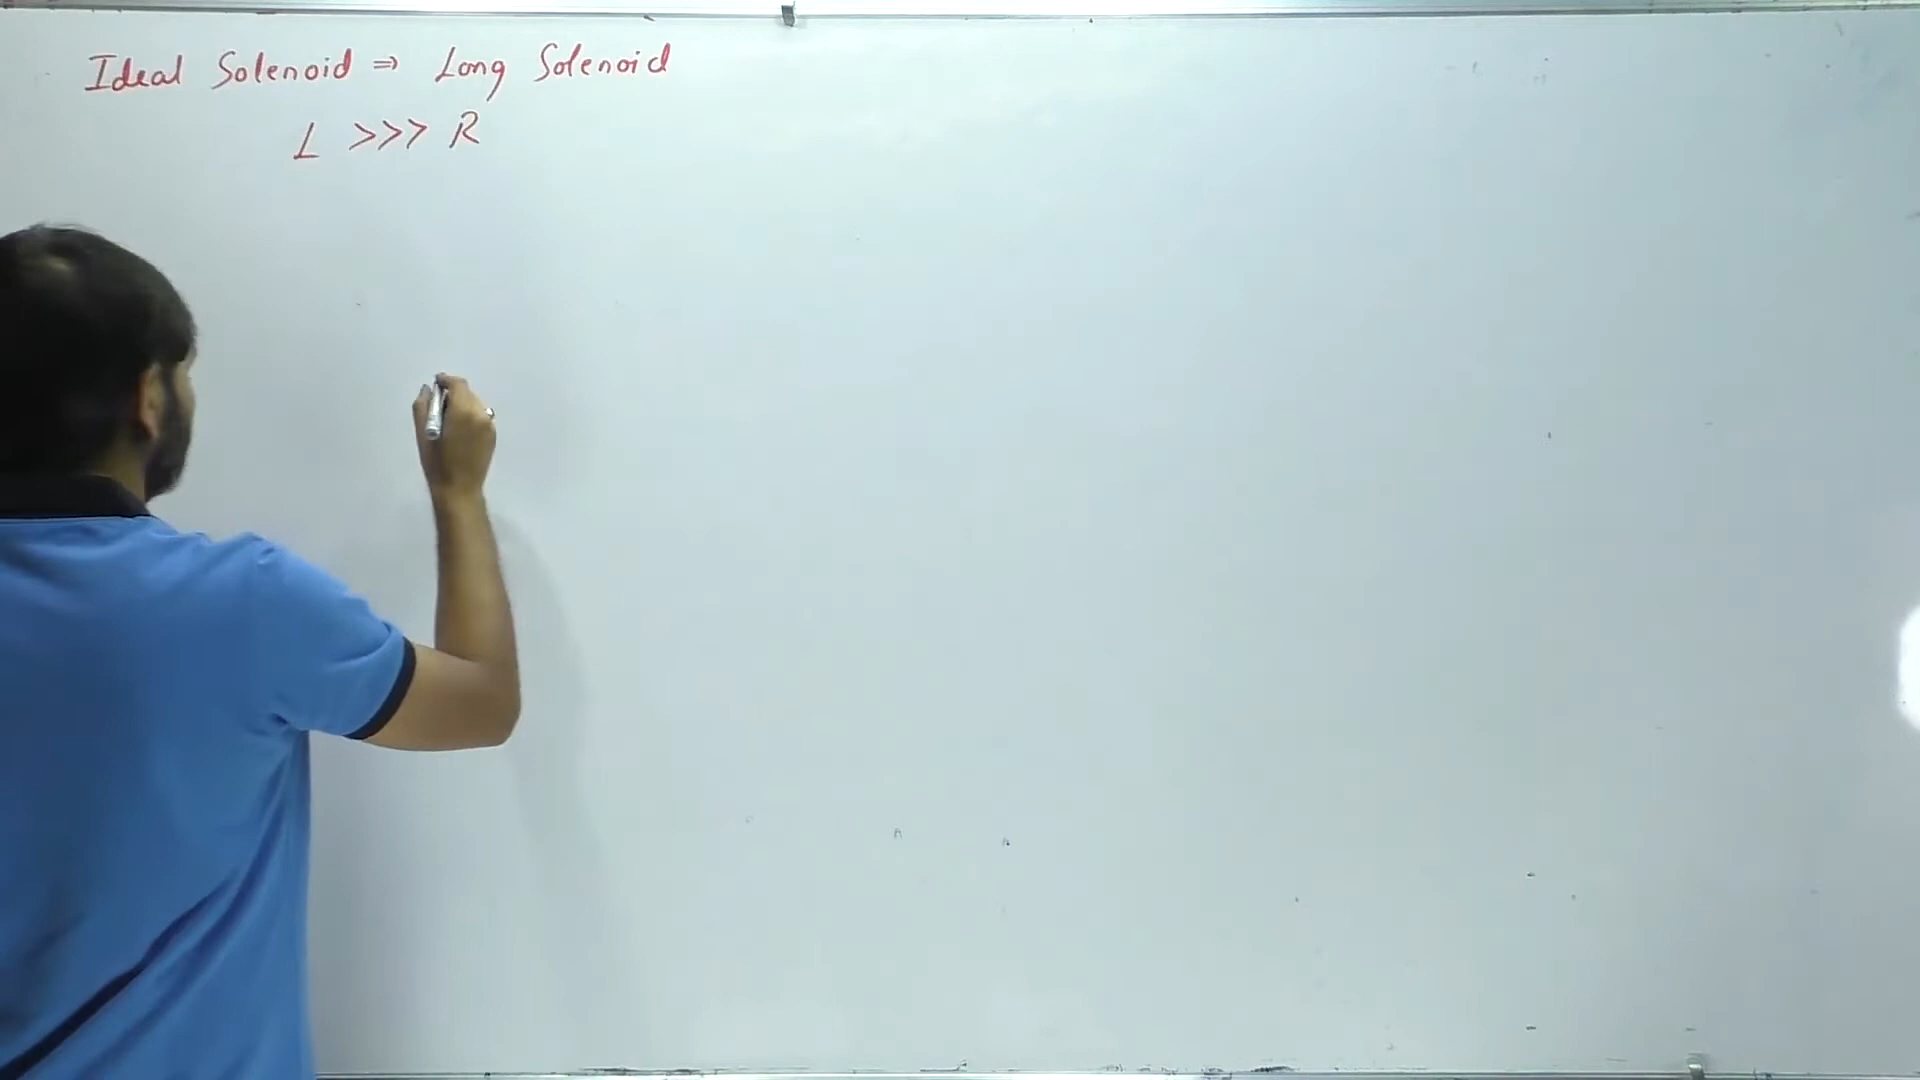 Ideal Solenoid ⇒ Long Solenoid
L >>> R